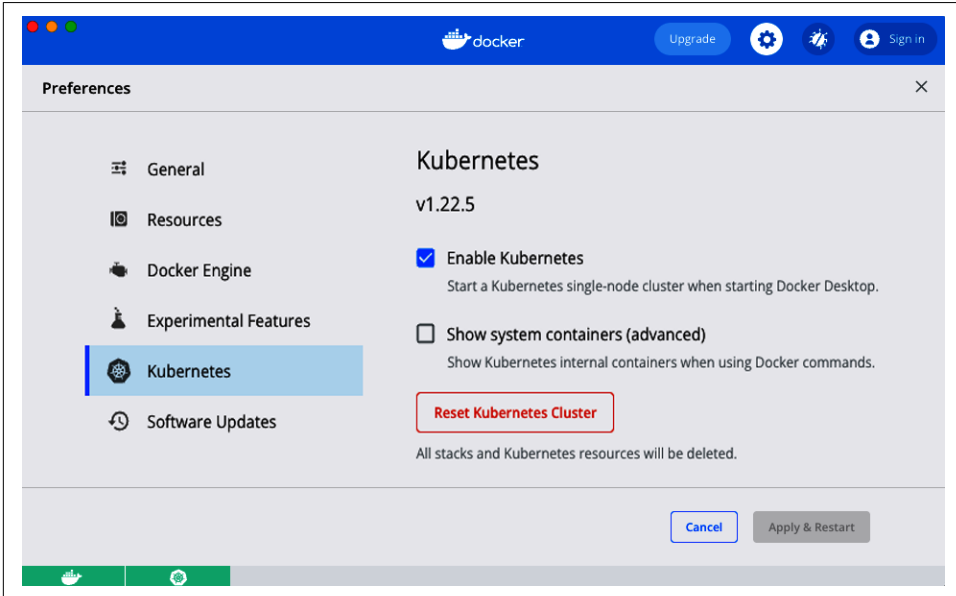 docker
Upgrade
Sign in
Preferences
General
Resources
Docker Engine
Experimental Features
Kubernetes
Software Updates
Kubernetes
v1.22.5
Enable Kubernetes
Start a Kubernetes single-node cluster when starting Docker Desktop.
Show system containers (advanced)
Show Kubernetes internal containers when using Docker commands.
Reset Kubernetes Cluster
All stacks and Kubernetes resources will be deleted.
Cancel
Apply & Restart